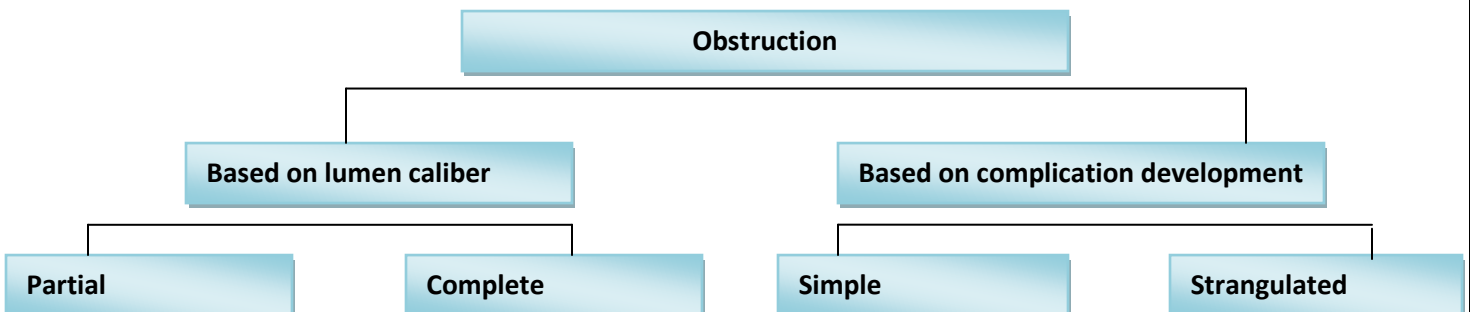 Obstruction
Based on lumen caliber
Based on complication development
Partial
Complete
Simple
Strangulated